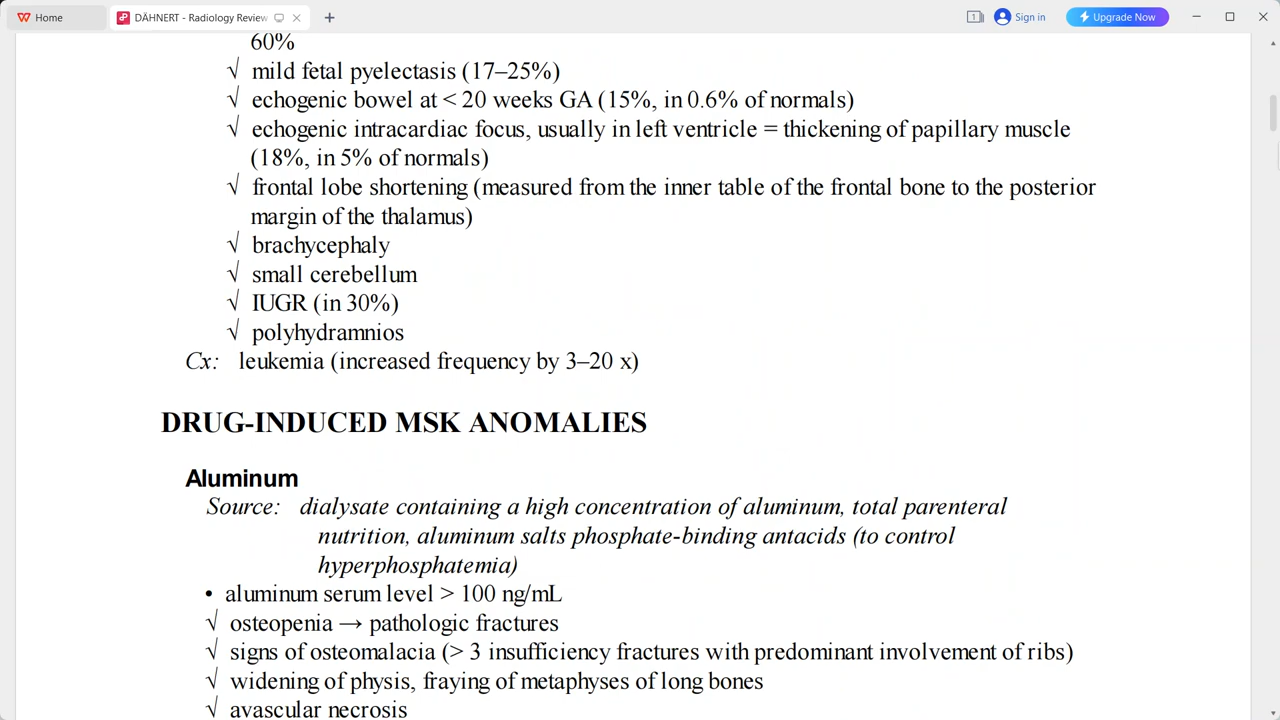 Home
DÄHNERT - Radiology Review
1
Sign in
Upgrade Now
60%
√ mild fetal pyelectasis (17–25%)
√ echogenic bowel at < 20 weeks GA (15%, in 0.6% of normals)
√ echogenic intracardiac focus, usually in left ventricle = thickening of papillary muscle
(18%, in 5% of normals)
√ frontal lobe shortening (measured from the inner table of the frontal bone to the posterior
margin of the thalamus)
√ brachycephaly
√ small cerebellum
√ IUGR (in 30%)
√ polyhydramnios
Cx: leukemia (increased frequency by 3–20 x)
DRUG-INDUCED MSK ANOMALIES
Aluminum
Source: dialysate containing a high concentration of aluminum, total parenteral
nutrition, aluminum salts phosphate-binding antacids (to control
hyperphosphatemia)
• aluminum serum level > 100 ng/mL
√ osteopenia → pathologic fractures
√ signs of osteomalacia (> 3 insufficiency fractures with predominant involvement of ribs)
√ widening of physis, fraying of metaphyses of long bones
√ avascular necrosis